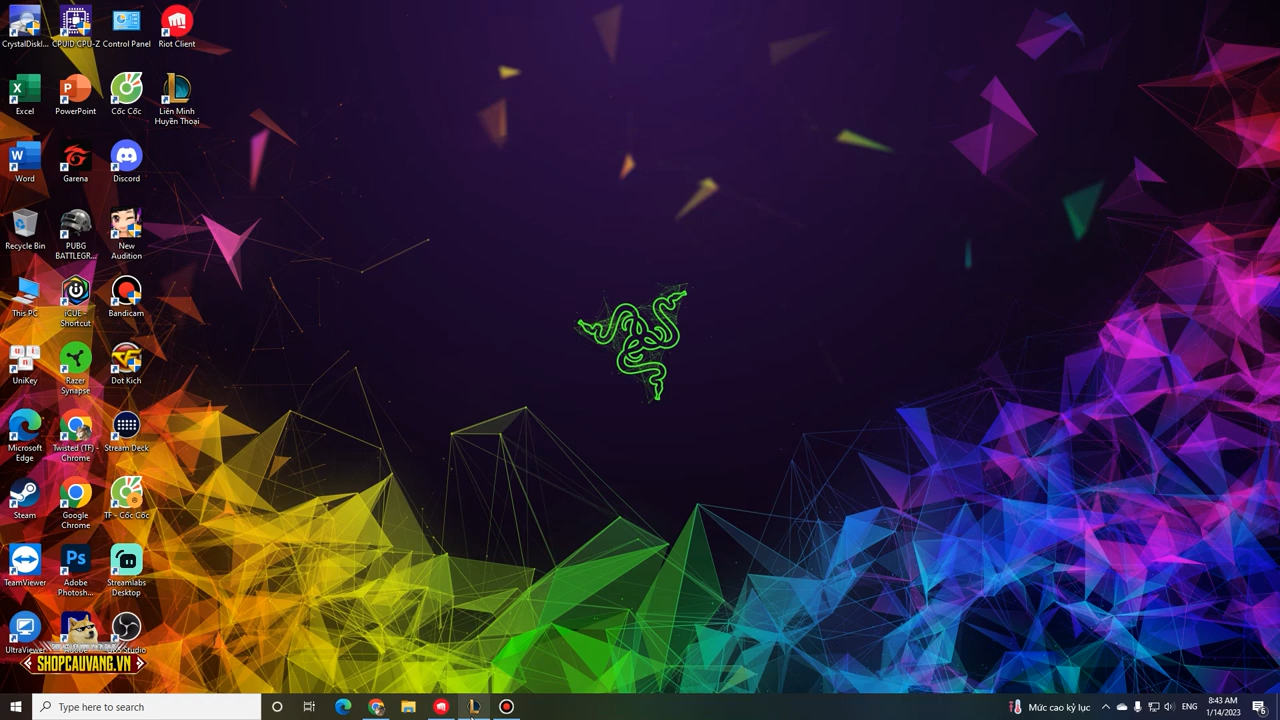 CrystalDiskI...
CPUID CPU-Z
Control Panel
Riot Client
Excel
PowerPoint
Cốc Cốc
Liên Minh
Huyền Thoại
Word
Garena
Discord
Recycle Bin
PUBG
BATTLEGR...
New
Audition
This PC
iCUE -
Shortcut
Bandicam
UniKey
Razer
Synapse
Dot Kich
Microsoft
Edge
Twisted (TF) -
Chrome
Stream Deck
Steam
Google
Chrome
TF - Cốc Cốc
TeamViewer
Adobe
Photosh...
Streamlabs
Desktop
UltraViewer
Studio
SHOPCAUVANG.VN
Type here to search
Mức cao kỷ lục
ENG
8:43 AM
1/14/2023
6